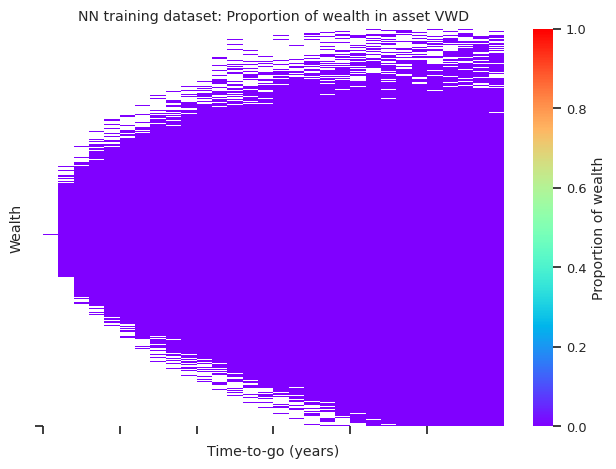 NN training dataset: Proportion of wealth in asset VWD
Wealth
Time-to-go (years)
1.0
0.8
0.6
0.4
0.2
0.0
Proportion of wealth